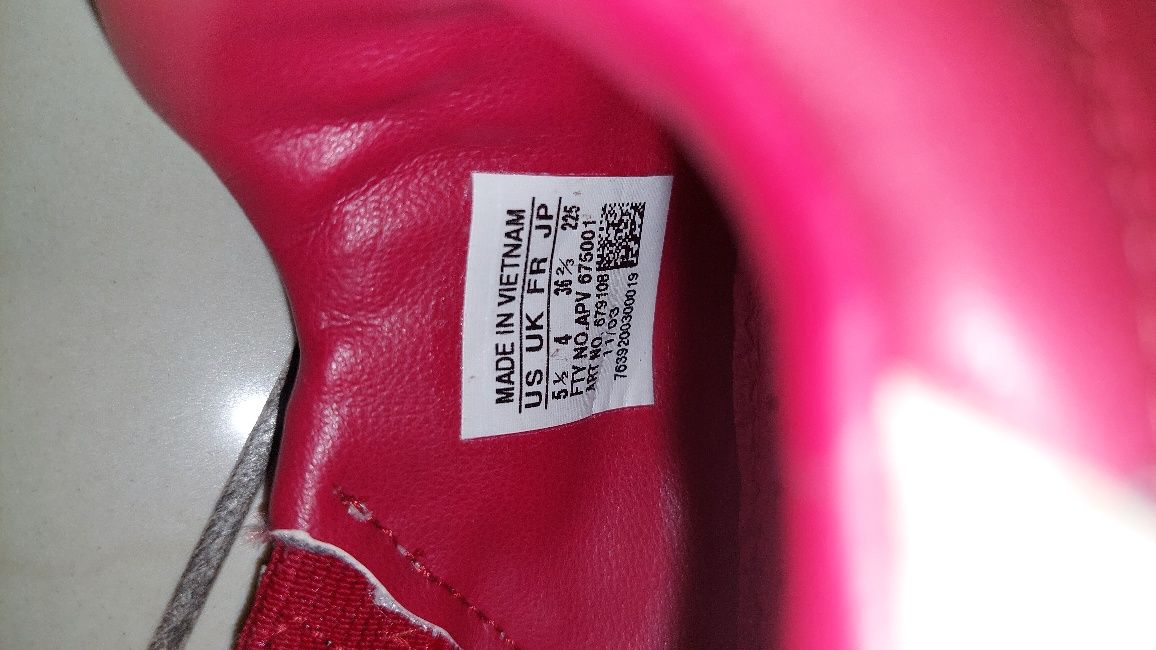 MADE IN VIETNAM
US UK FR JP
5½ 4 36⅔ 225
FTY NO. APV 675001
ART NO. 679108
11/03
7639200300019